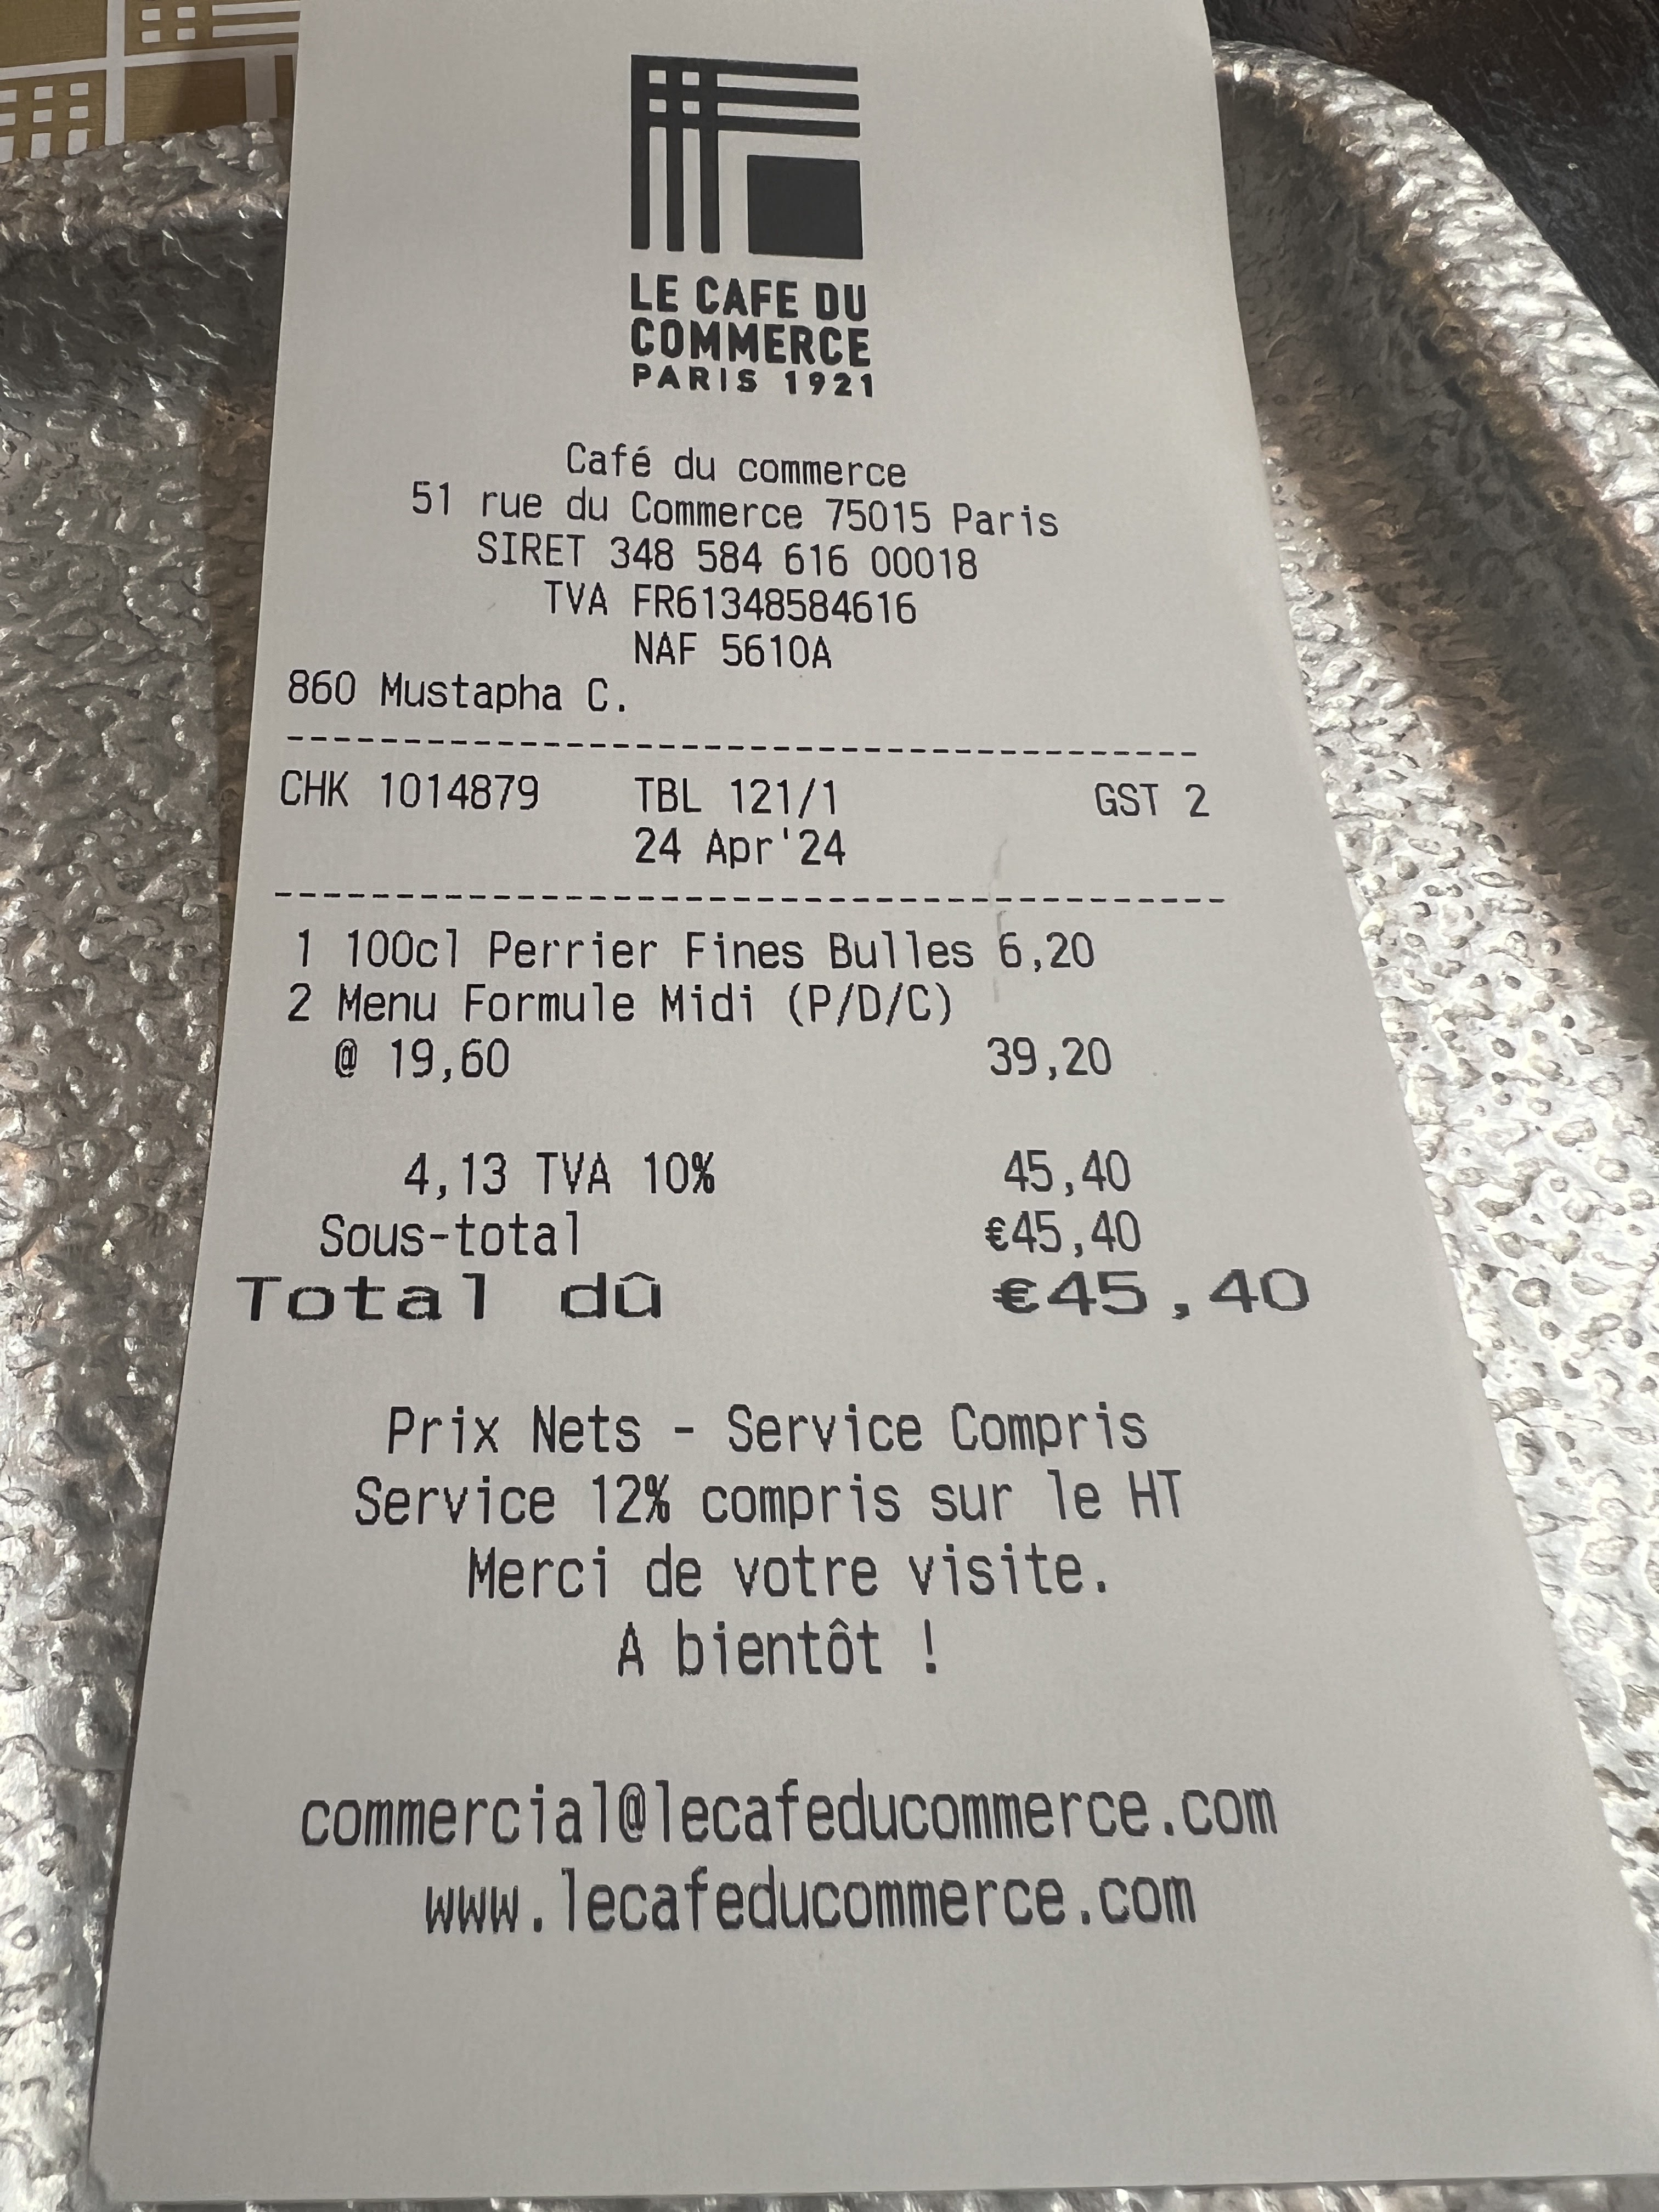 LE CAFE DU
COMMERCE
PARIS 1921
Café du commerce
51 rue du Commerce 75015 Paris
SIRET 348 584 616 00018
TVA FR61348584616
NAF 5610A
860 Mustapha C.
----------------------------------------
CHK 1014879 TBL 121/1 GST 2
24 Apr'24
----------------------------------------
1 100cl Perrier Fines Bulles 6,20
2 Menu Formule Midi (P/D/C)
@ 19,60 39,20
4,13 TVA 10% 45,40
Sous-total €45,40
Total dû €45,40
Prix Nets - Service Compris
Service 12% compris sur le HT
Merci de votre visite.
A bientôt !
commercial@lecafeducommerce.com
www.lecafeducommerce.com